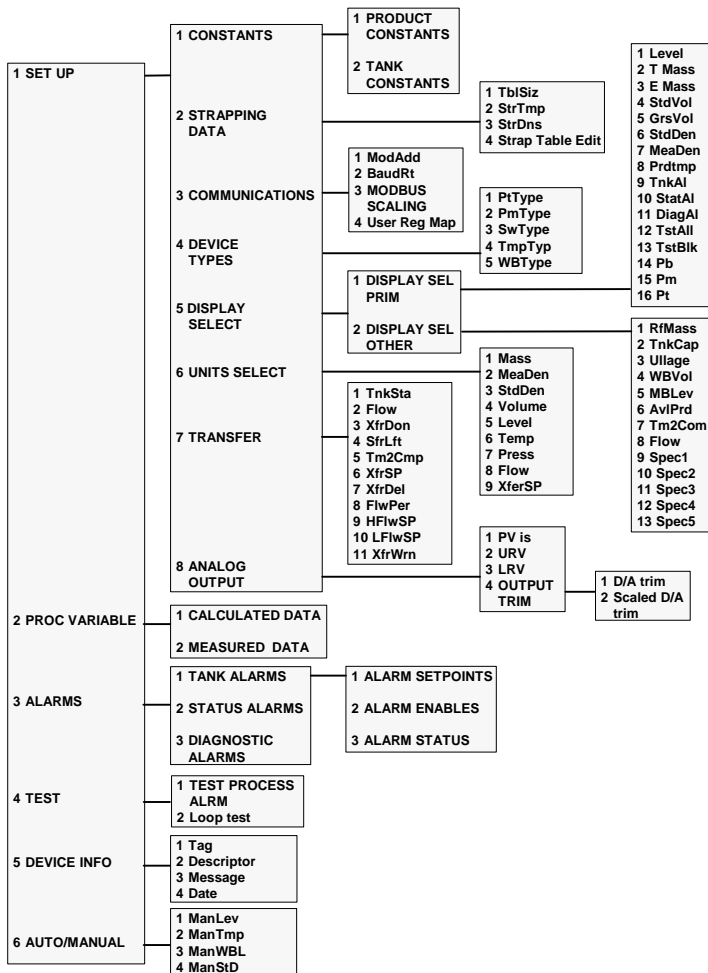 1 SET UP
2 PROC VARIABLE
3 ALARMS
4 TEST
5 DEVICE INFO
6 AUTO/MANUAL
1 CONSTANTS
2 STRAPPING
DATA
3 COMMUNICATIONS
4 DEVICE
TYPES
5 DISPLAY
SELECT
6 UNITS SELECT
7 TRANSFER
8 ANALOG
OUTPUT
1 PRODUCT
CONSTANTS
2 TANK
CONSTANTS
1 TblSiz
2 StrTmp
3 StrDns
4 Strap Table Edit
1 ModAdd
2 BaudRt
3 MODBUS
SCALING
4 User Reg Map
1 PtType
2 PmType
3 SwType
4 TmpTyp
5 WBType
1 DISPLAY SEL
PRIM
2 DISPLAY SEL
OTHER
1 Level
2 T Mass
3 E Mass
4 StdVol
5 GrsVol
6 StdDen
7 MeaDen
8 Prdtmp
9 TnkAl
10 StatAl
11 DiagAl
12 TstAll
13 TstBlk
14 Pb
15 Pm
16 Pt
1 RfMass
2 TnkCap
3 Ullage
4 WBVol
5 MBLev
6 AvlPrd
7 Tm2Com
8 Flow
9 Spec1
10 Spec2
11 Spec3
12 Spec4
13 Spec5
1 Mass
2 MeaDen
3 StdDen
4 Volume
5 Level
6 Temp
7 Press
8 Flow
9 XferSP
1 TnkSta
2 Flow
3 XfrDon
4 SfrLft
5 Tm2Cmp
6 XfrSP
7 XfrDel
8 FlwPer
9 HFlwSP
10 LFlwSP
11 XfrWrn
1 PV is
2 URV
3 LRV
4 OUTPUT
TRIM
1 D/A trim
2 Scaled D/A
trim
1 CALCULATED DATA
2 MEASURED DATA
1 TANK ALARMS
2 STATUS ALARMS
3 DIAGNOSTIC
ALARMS
1 ALARM SETPOINTS
2 ALARM ENABLES
3 ALARM STATUS
1 TEST PROCESS
ALRM
2 Loop test
1 Tag
2 Descriptor
3 Message
4 Date
1 ManLev
2 ManTmp
3 ManWBL
4 ManStD